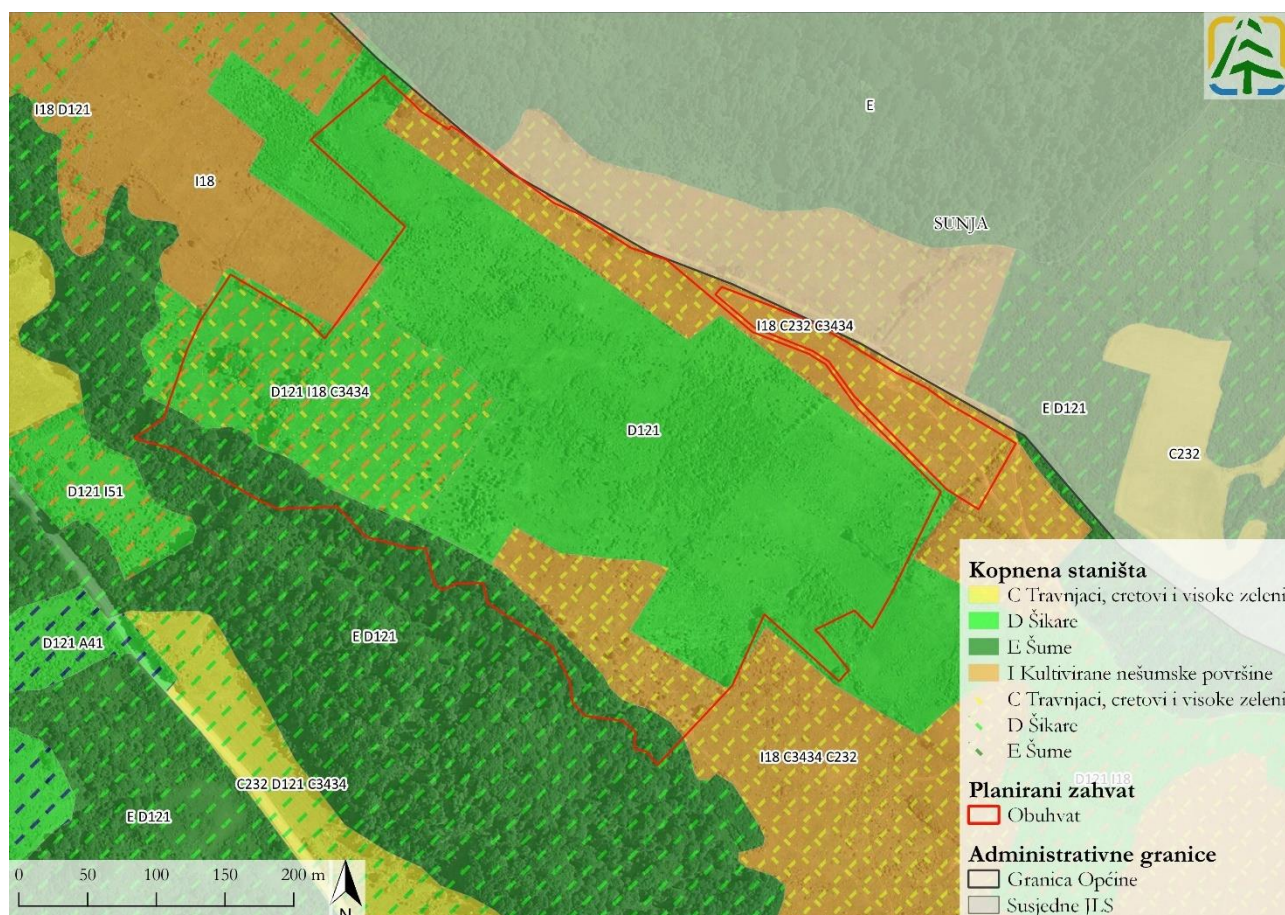 E
I18 D121
I18
SUNJA
I18 C232 C3434
D121 I18 C3434
E D121
D121
C232
D121 I51
Kopnena staništa
C Travnjaci, cretovi i visoke zeleni
D Šikare
E Šume
I Kultivirane nešumske površine
C Travnjaci, cretovi i visoke zeleni
D Šikare
E Šume
D121 A41
E D121
I18 C3434 C232
D121 I18
C232 D121 C3434
Planirani zahvat
Obuhvat
E D121
Administrativne granice
Granica Općine
Susjedne JLS
0 50 100 200 m
N